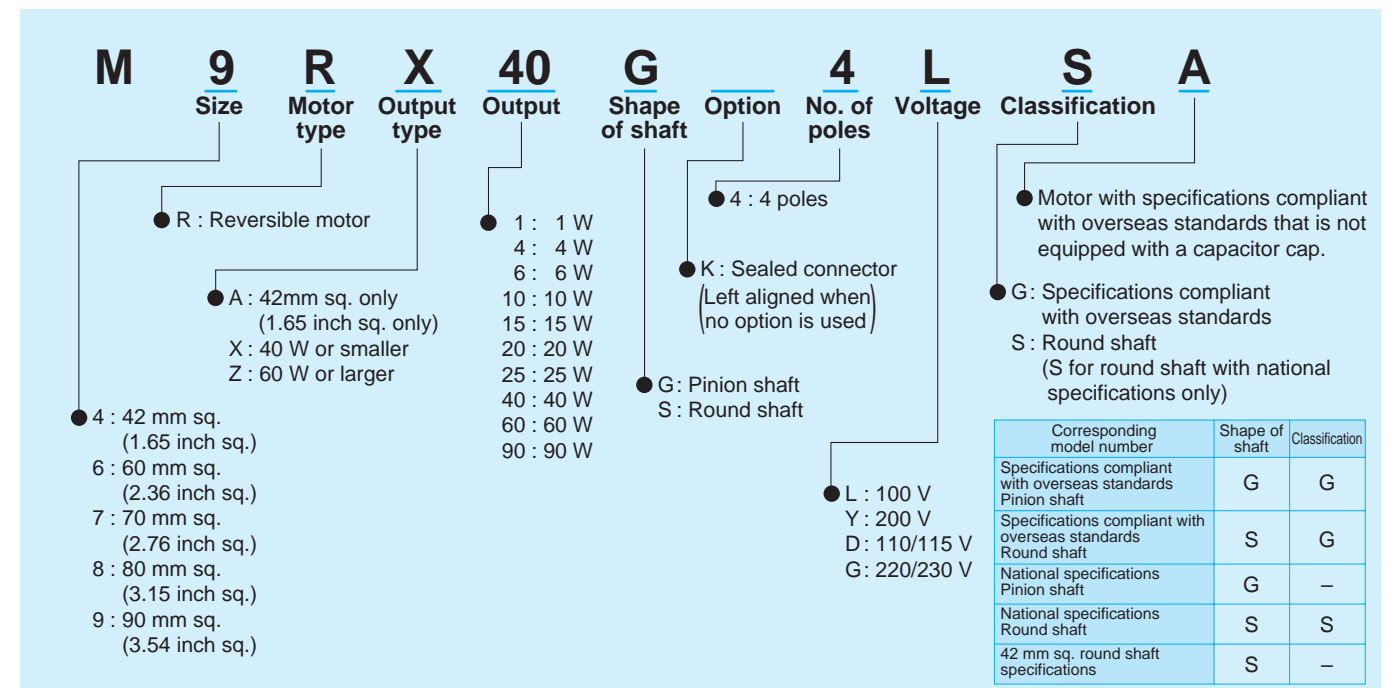 M 9 R X 40 G 4 L S A
Size Motor type Output type Output Shape of shaft Option No. of poles Voltage Classification
4 : 42 mm sq.
(1.65 inch sq.)
6 : 60 mm sq.
(2.36 inch sq.)
7 : 70 mm sq.
(2.76 inch sq.)
8 : 80 mm sq.
(3.15 inch sq.)
9 : 90 mm sq.
(3.54 inch sq.)
R : Reversible motor
A : 42mm sq. only
(1.65 inch sq. only)
X : 40 W or smaller
Z : 60 W or larger
1 : 1 W
4 : 4 W
6 : 6 W
10 : 10 W
15 : 15 W
20 : 20 W
25 : 25 W
40 : 40 W
60 : 60 W
90 : 90 W
G : Pinion shaft
S : Round shaft
K : Sealed connector
(Left aligned when
no option is used)
4 : 4 poles
L : 100 V
Y : 200 V
D : 110/115 V
G : 220/230 V
G : Specifications compliant
with overseas standards
S : Round shaft
(S for round shaft with national
specifications only)
Motor with specifications compliant
with overseas standards that is not
equipped with a capacitor cap.
Corresponding
model number
Shape of
shaft
Classification
Specifications compliant
with overseas standards
Pinion shaft
G G
Specifications compliant with
overseas standards
Round shaft
S G
National specifications
Pinion shaft
G –
National specifications
Round shaft
S S
42 mm sq. round shaft
specifications
S –